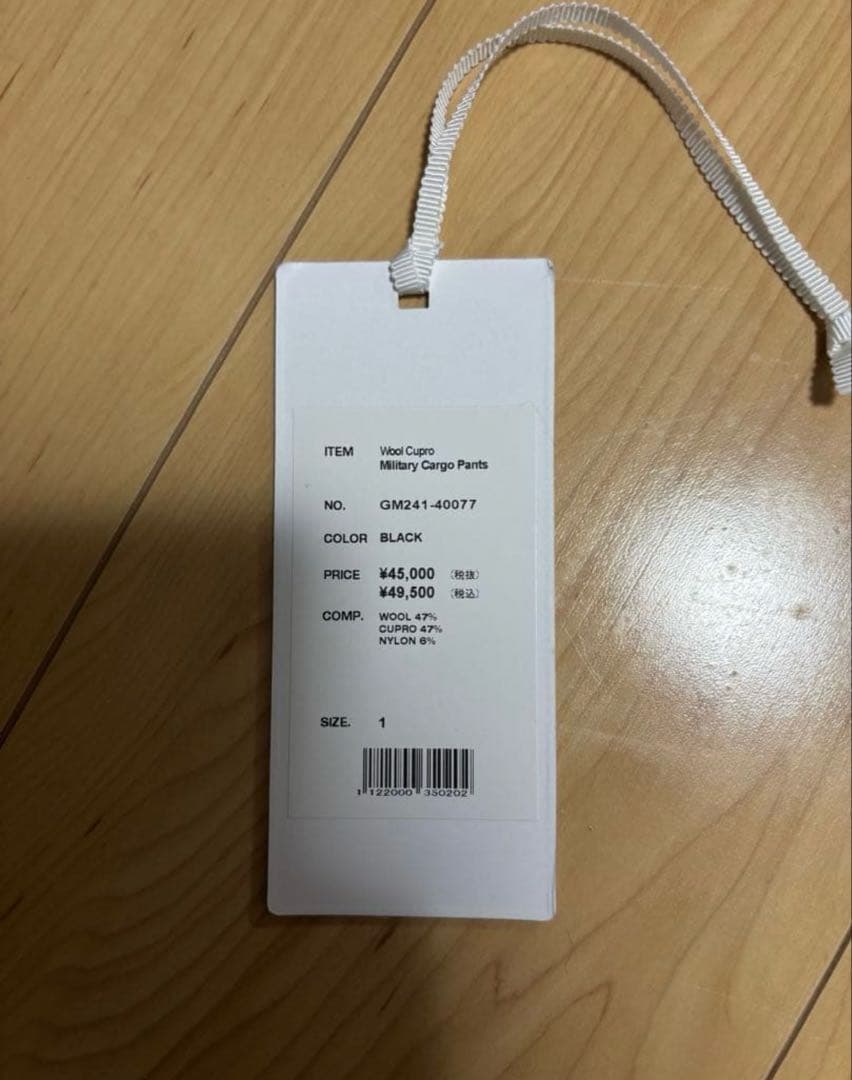 ITEM Wool Cupro
Military Cargo Pants
NO. GM241-40077
COLOR BLACK
PRICE ¥45,000 (税抜)
¥49,500 (税込)
COMP. WOOL 47%
CUPRO 47%
NYLON 6%
SIZE. 1
1 122000 350202